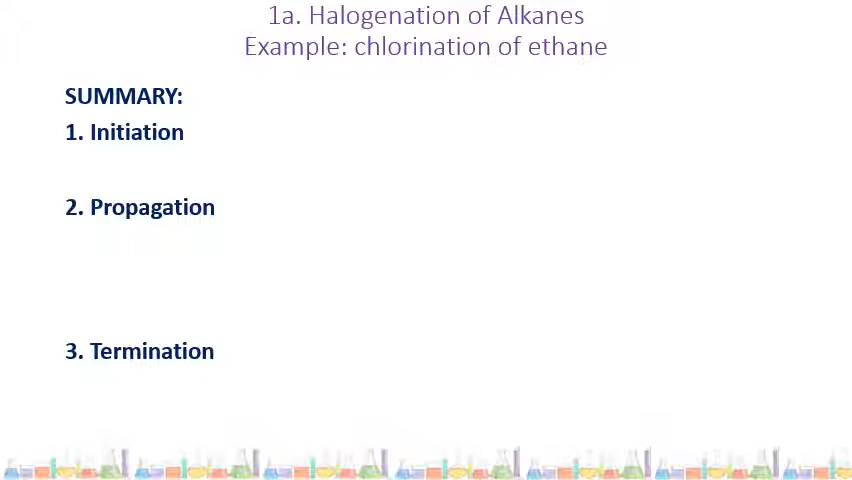 1a. Halogenation of Alkanes
Example: chlorination of ethane
SUMMARY:
1. Initiation
2. Propagation
3. Termination